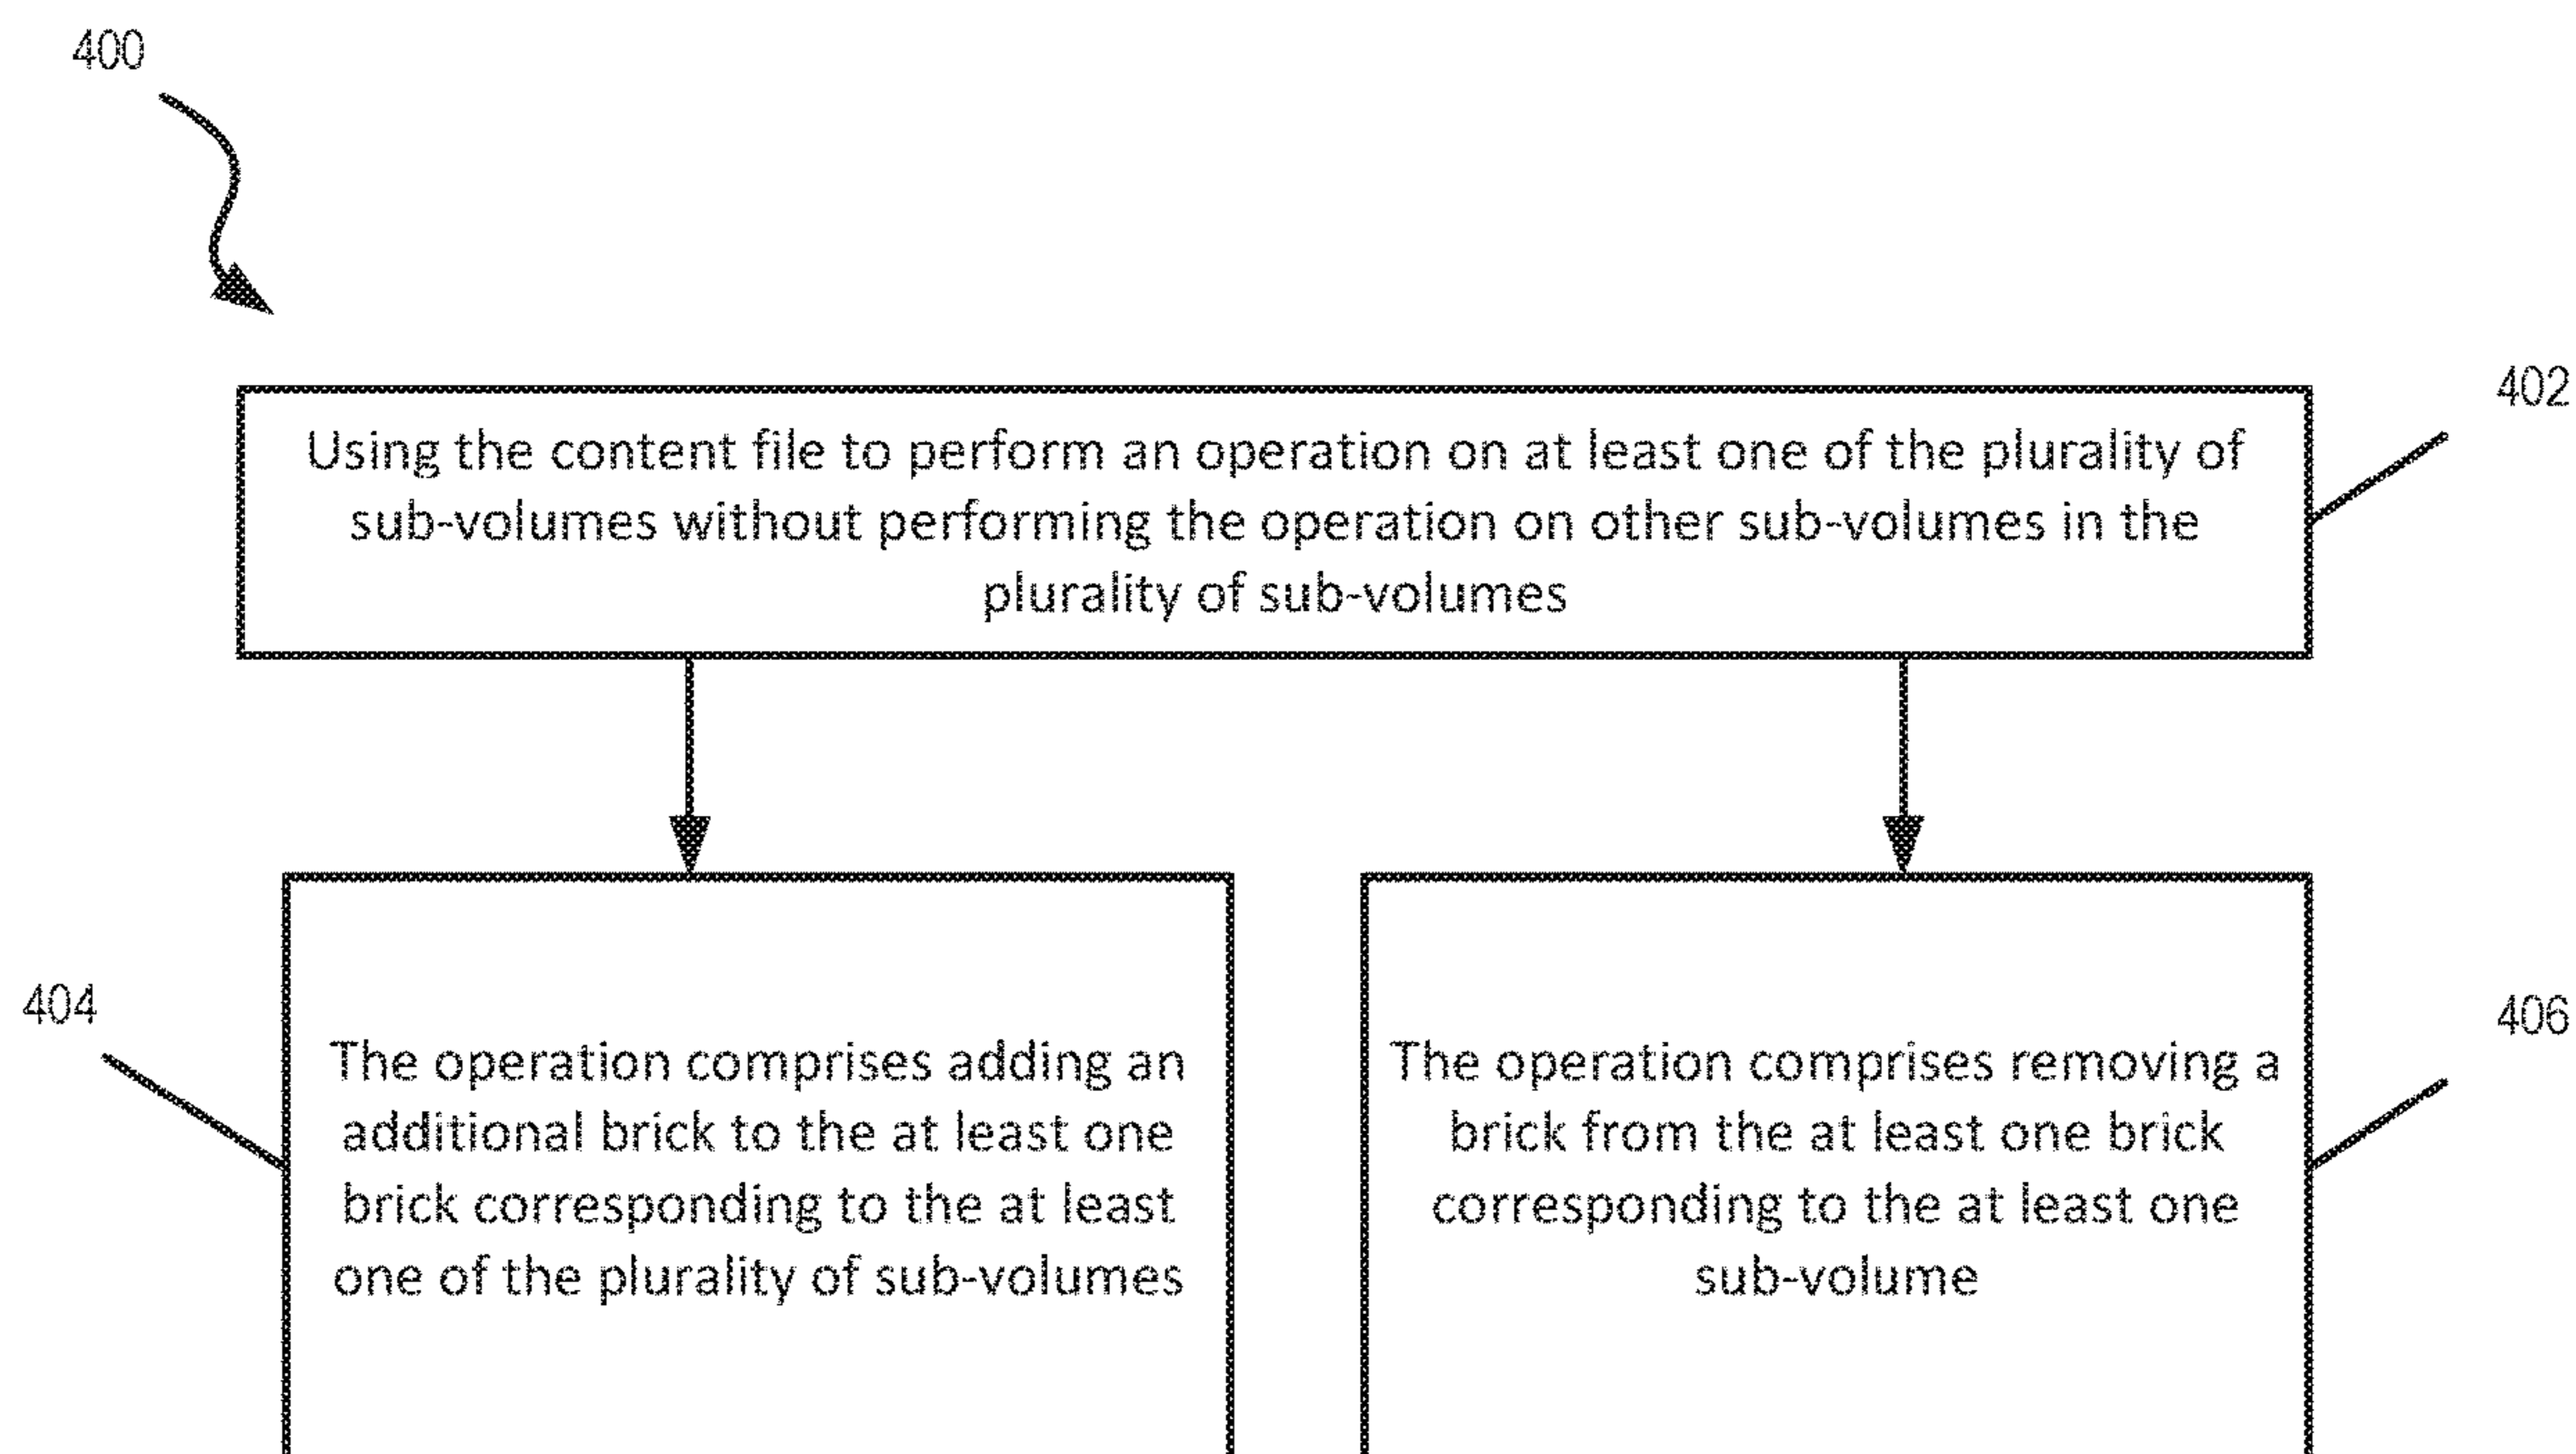 400
402
Using the content file to perform an operation on at least one of the plurality of
sub-volumes without performing the operation on other sub-volumes in the
plurality of sub-volumes
404
The operation comprises adding an
additional brick to the at least one
brick corresponding to the at least
one of the plurality of sub-volumes
406
The operation comprises removing a
brick from the at least one brick
corresponding to the at least one
sub-volume